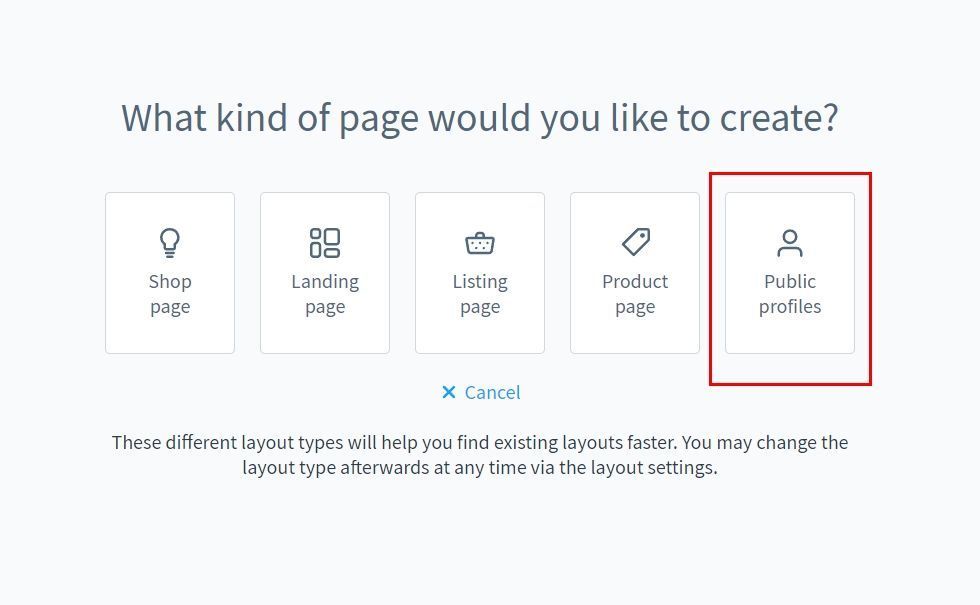 What kind of page would you like to create?
Shop
page
Landing
page
Listing
page
Product
page
Public
profiles
Cancel
These different layout types will help you find existing layouts faster. You may change the
layout type afterwards at any time via the layout settings.